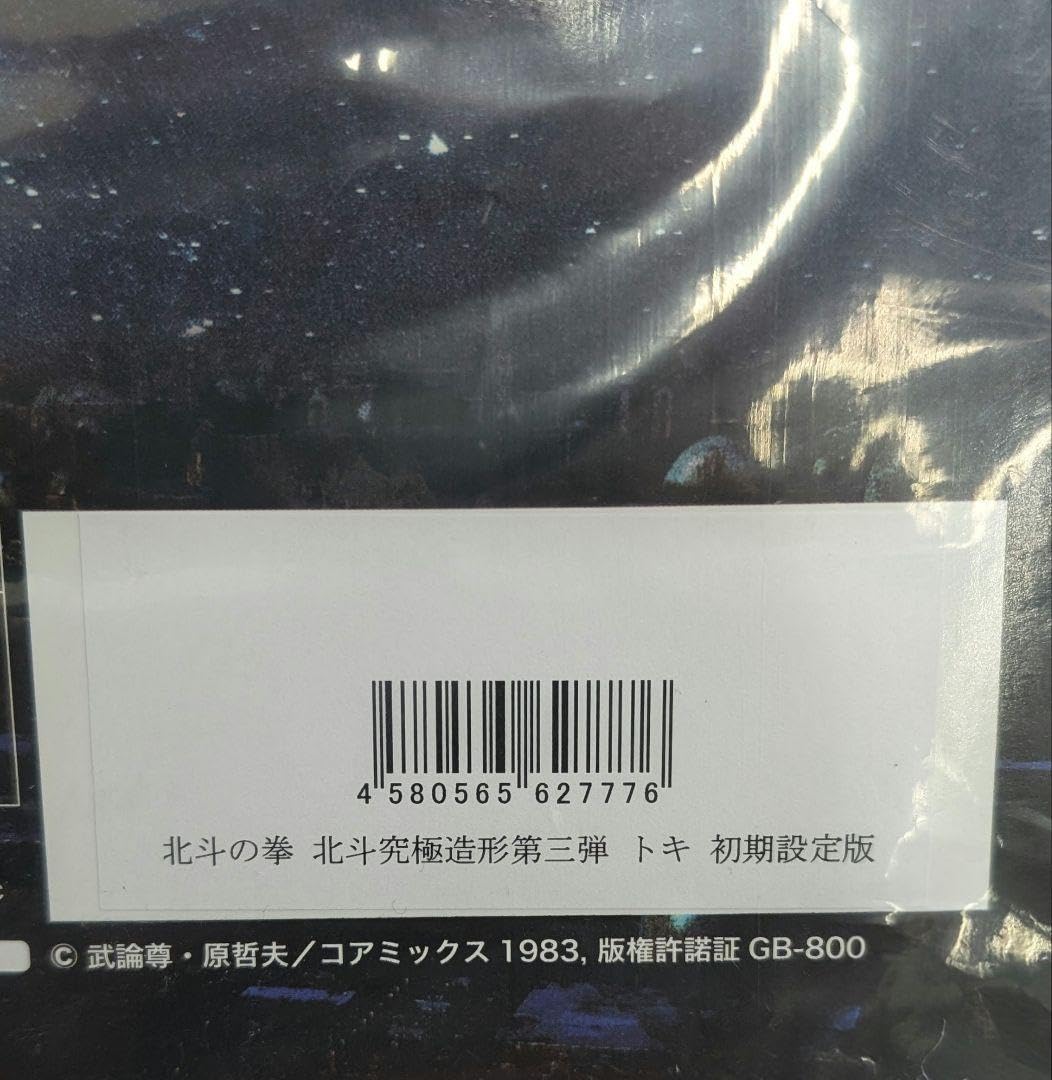 4 580565 627776
北斗の拳 北斗究極造形第三弾 トキ 初期設定版
© 武論尊・原哲夫／コアミックス 1983, 版権許諾証 GB-800